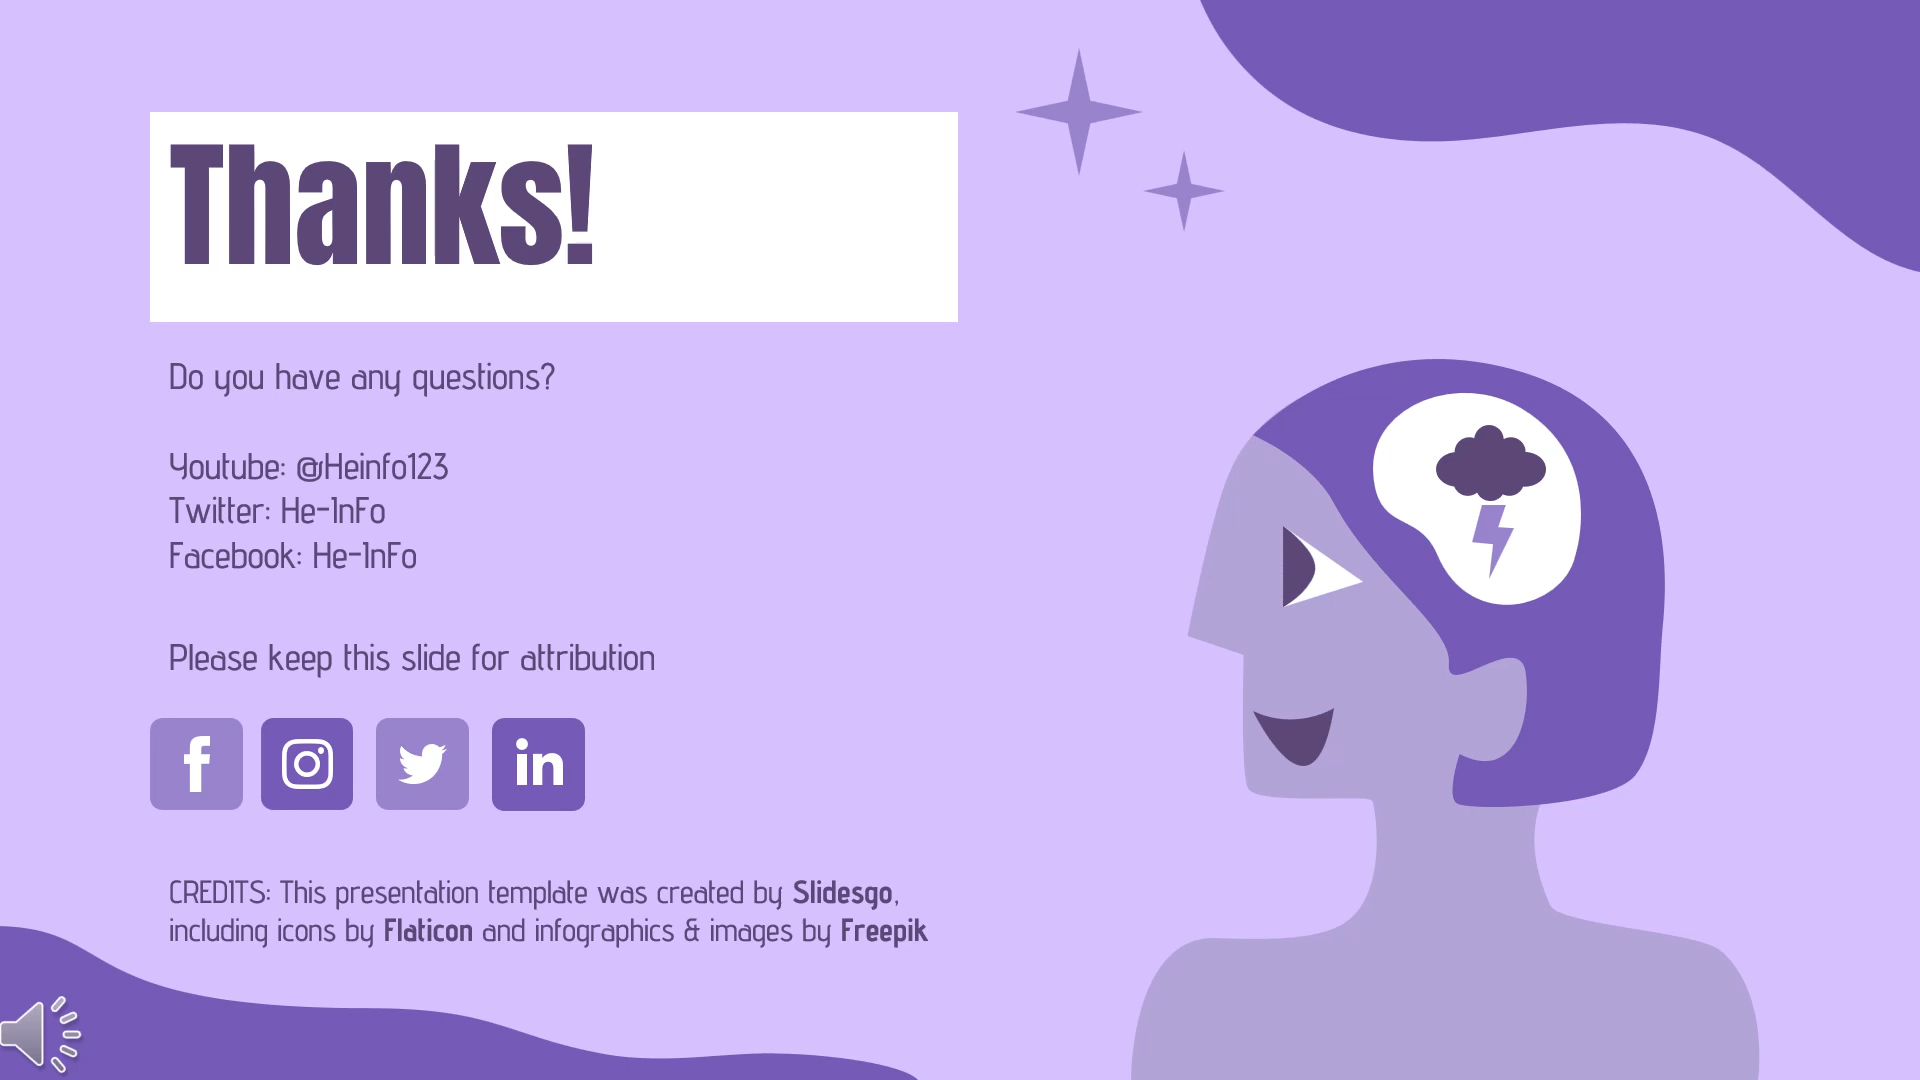 Thanks!
Do you have any questions?
Youtube: @Heinfo123
Twitter: He-InFo
Facebook: He-InFo
Please keep this slide for attribution
f
in
CREDITS: This presentation template was created by Slidesgo,
including icons by Flaticon and infographics & images by Freepik